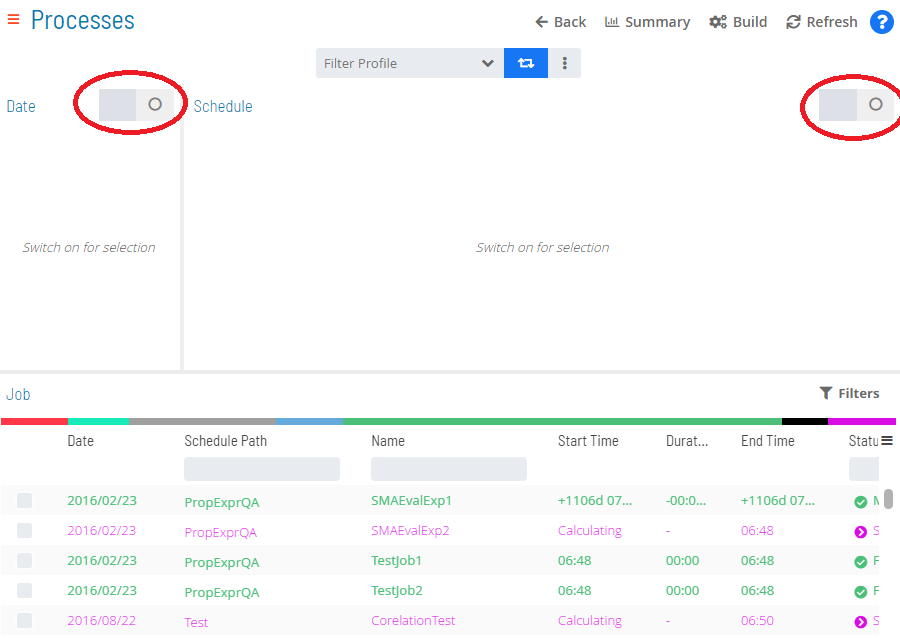 Processes
Back Summary Build Refresh ?
Filter Profile
Date Schedule
Switch on for selection Switch on for selection
Job Filters
Date Schedule Path Name Start Time Durat... End Time Statu
2016/02/23 PropExprQA SMAEvalExp1 +1106d 07... -00:0... +1106d 07...
2016/02/23 PropExprQA SMAEvalExp2 Calculating - 06:48 S
2016/02/23 PropExprQA TestJob1 06:48 00:00 06:48 F
2016/02/23 PropExprQA TestJob2 06:48 00:00 06:48 F
2016/08/22 Test CorelationTest Calculating - 06:50 S